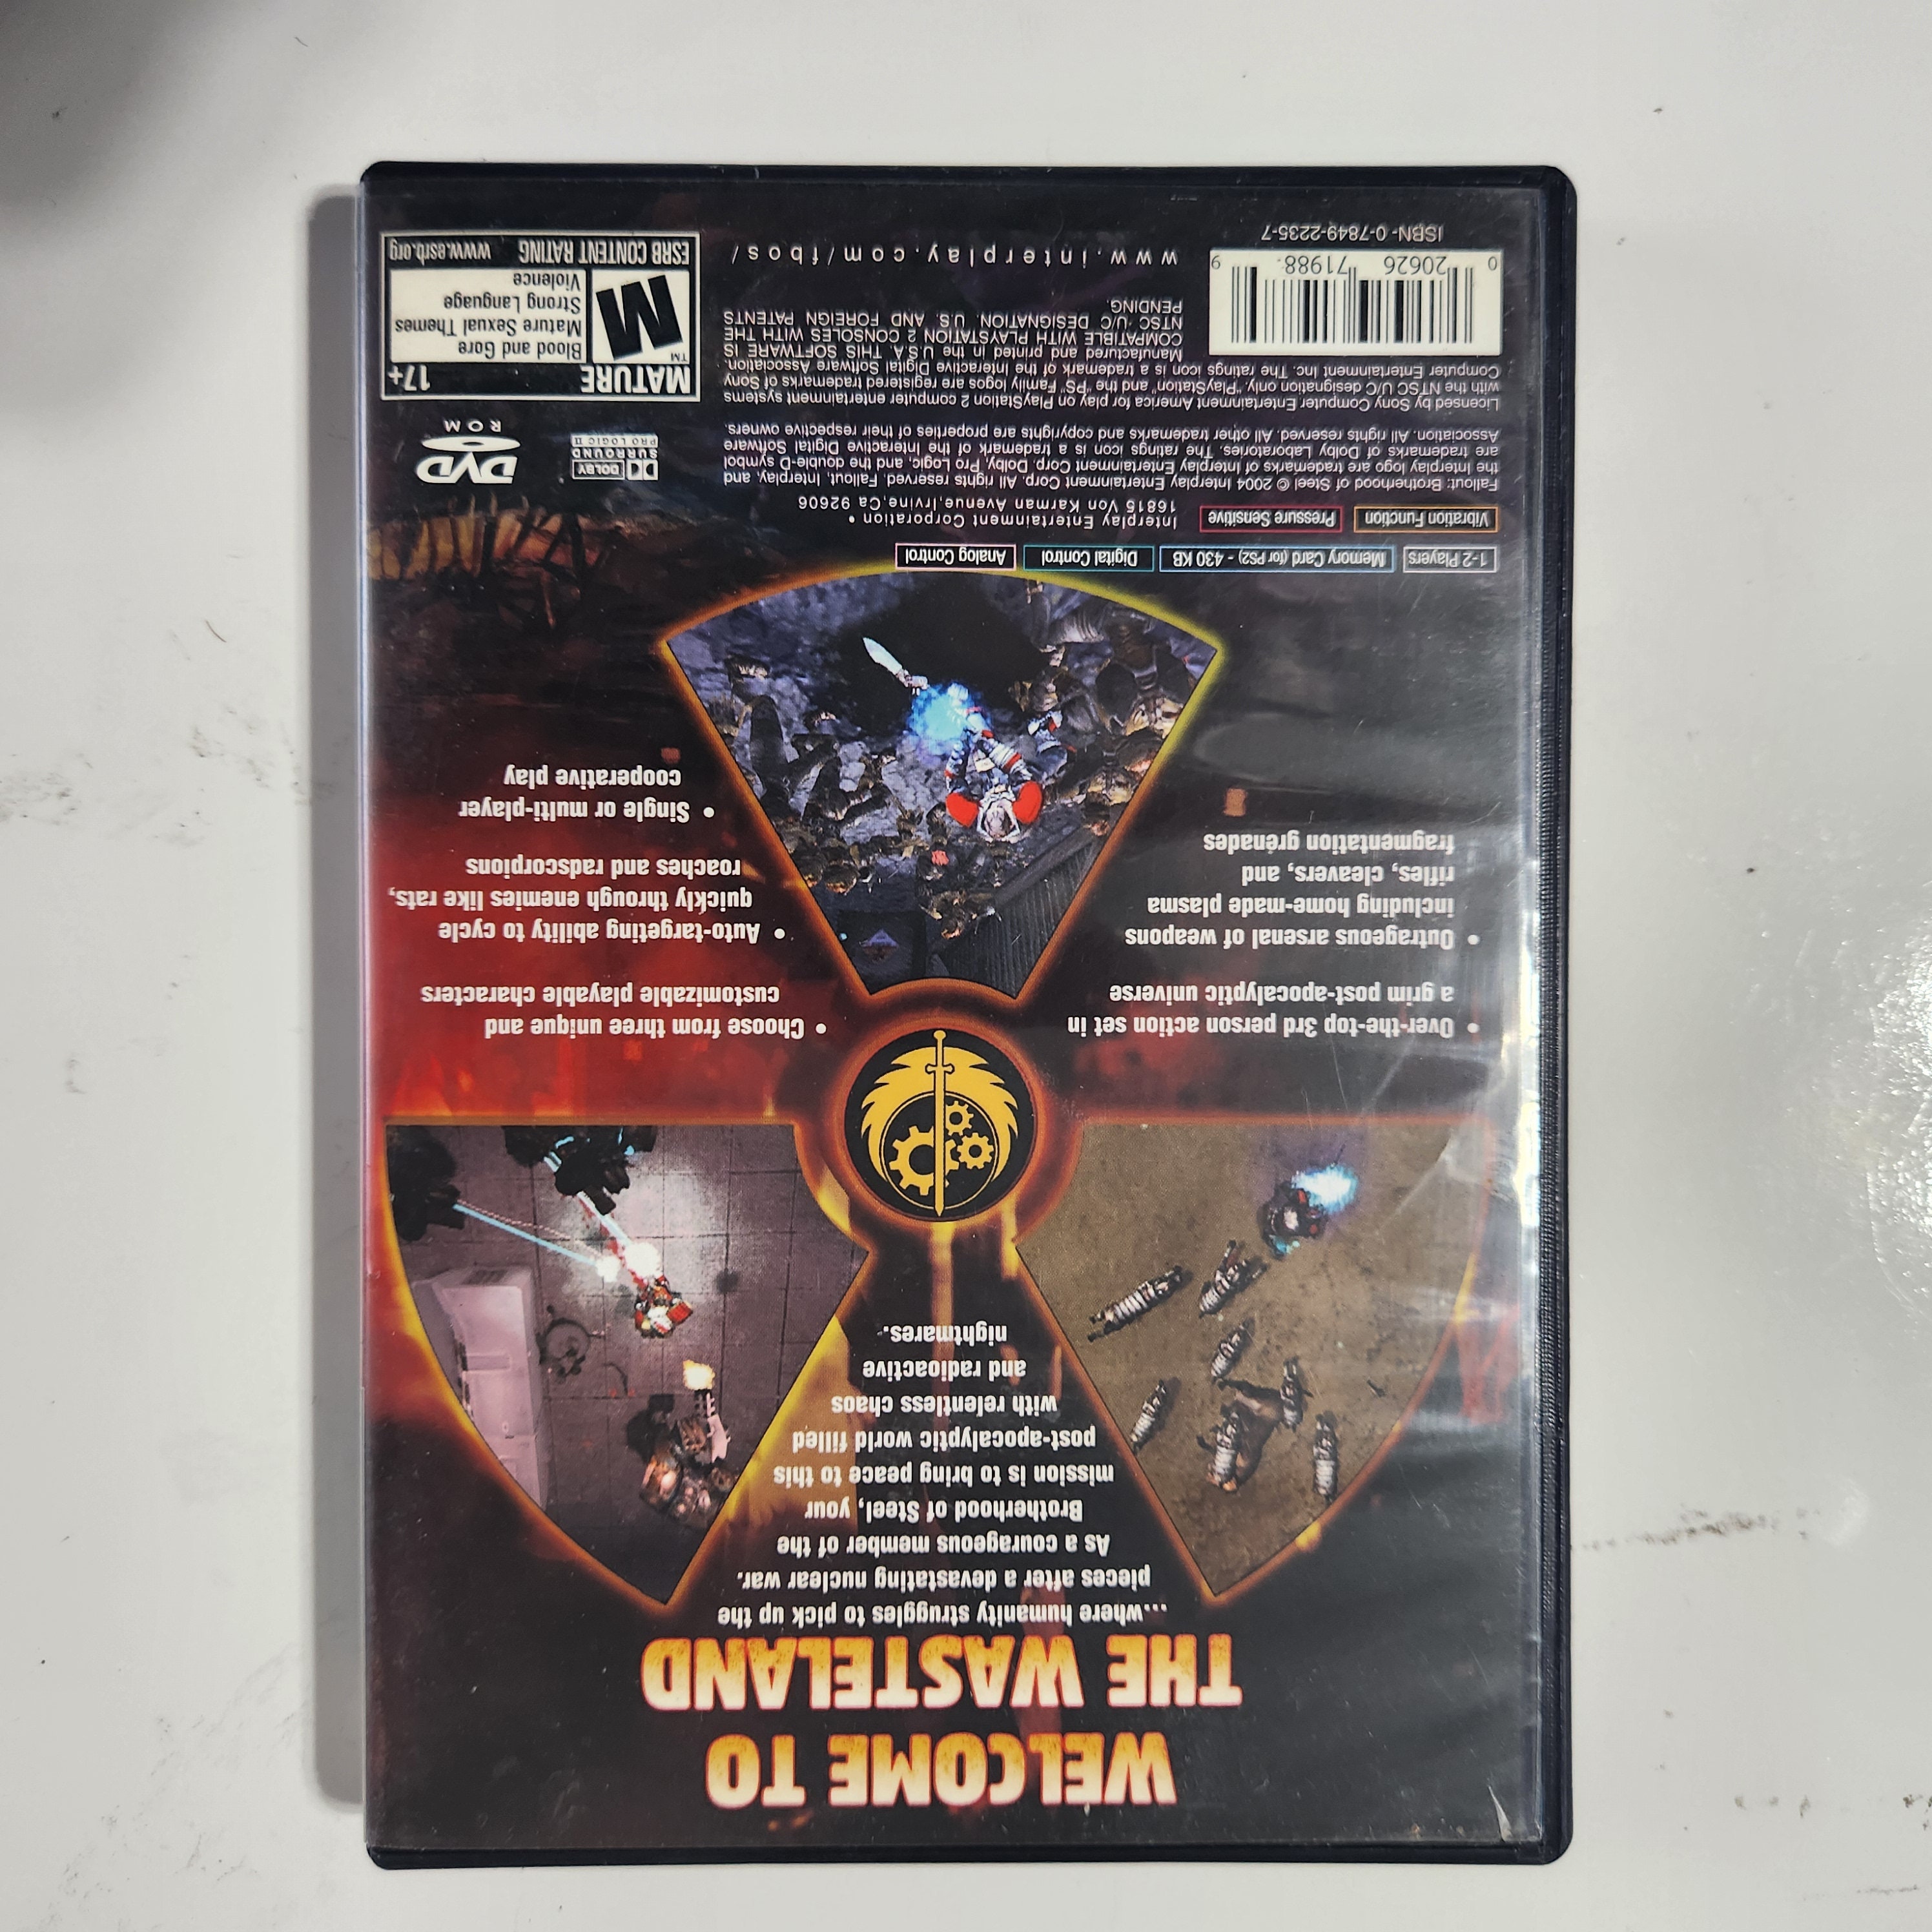 WELCOME TO
THE WASTELAND
...where humanity struggles to pick up the
pieces after a devastating nuclear war.
As a courageous member of the
Brotherhood of Steel, your
mission is to bring peace to this
post-apocalyptic world filled
with relentless chaos
and radioactive
nightmares.
• Over-the-top 3rd person action set in
a grim post-apocalyptic universe
• Outrageous arsenal of weapons
including home-made plasma
rifles, cleavers, and
fragmentation grenades
• Choose from three unique and
customizable playable characters
• Auto-targeting ability to cycle
quickly through enemies like rats,
roaches and radscorpions
• Single or multi-player
cooperative play
1-2 Players
Memory Card (for PS2) - 430 KB
Digital Control
Analog Control
Vibration Function
Pressure Sensitive
Interplay Entertainment Corporation •
16815 Von Karman Avenue,Irvine,Ca 92606
Fallout: Brotherhood of Steel © 2004 Interplay Entertainment Corp. All rights reserved. Fallout, Interplay, and
the Interplay logo are trademarks of Interplay Entertainment Corp. Dolby, Pro Logic, and the double-D symbol
are trademarks of Dolby Laboratories. The ratings icon is a trademark of the Interactive Digital Software
Association. All rights reserved. All other trademarks and copyrights are properties of their respective owners.
Licensed by Sony Computer Entertainment America for play on PlayStation 2 computer entertainment systems
with the NTSC U/C designation only. "PlayStation" and the "PS" Family logos are registered trademarks of Sony
Computer Entertainment Inc. The ratings icon is a trademark of the Interactive Digital Software Association.
Manufactured and printed in the U.S.A. THIS SOFTWARE IS
COMPATIBLE WITH PLAYSTATION 2 CONSOLES WITH THE
NTSC U/C DESIGNATION. U.S. AND FOREIGN PATENTS
PENDING.
www.interplay.com/fbos/
0 20626 71988 9
ISBN- 0-7849-2235-7
DOLBY
SURROUND
PRO LOGIC II
DVD
ROM
MATURE 17+
M
TM
Blood and Gore
Mature Sexual Themes
Strong Language
Violence
ESRB CONTENT RATING www.esrb.org